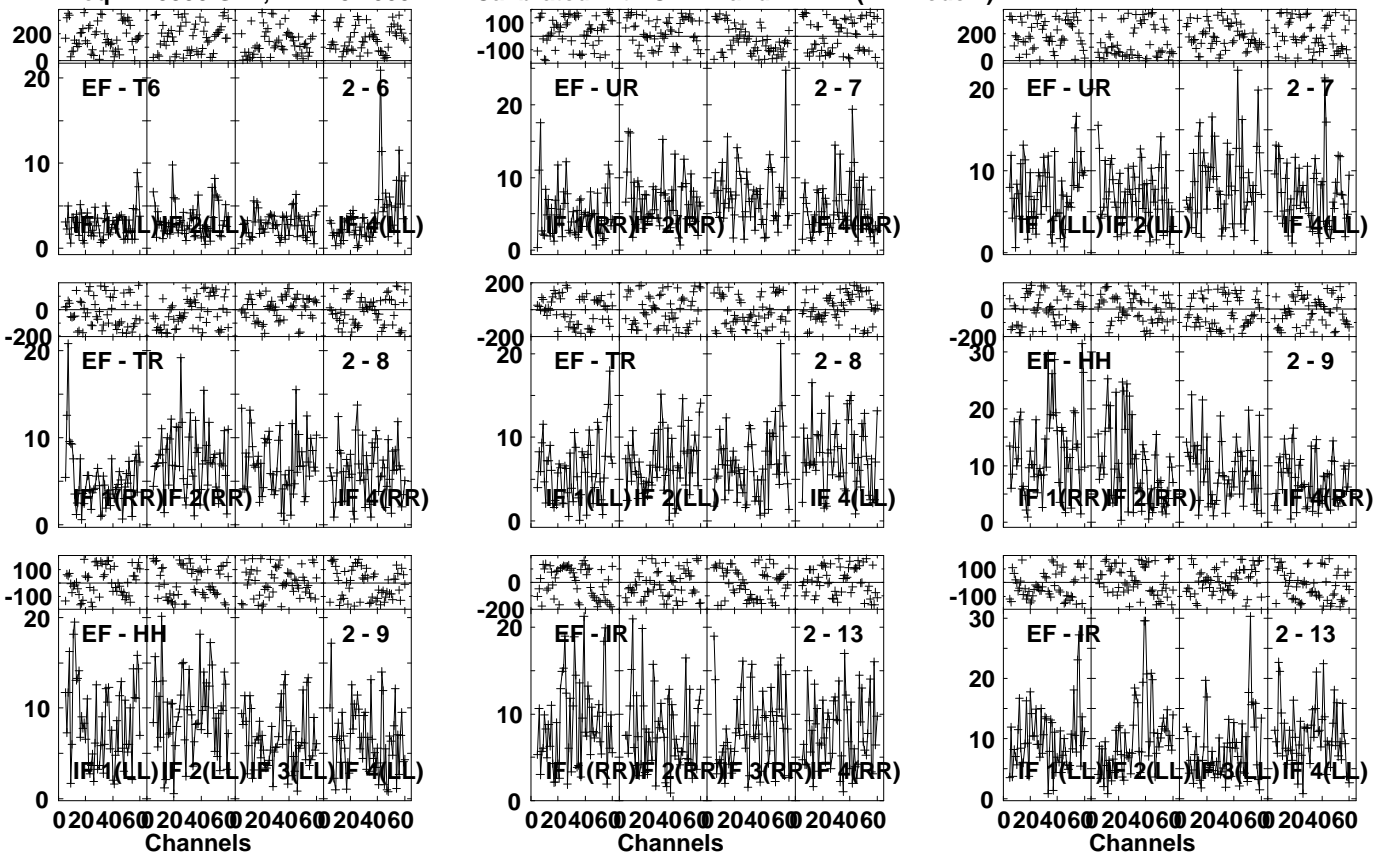 200
0
20
10
0
EF - T6
2 - 6
IF 1(LL)
IF 2(LL)
IF 4(LL)
100
-100
20
10
0
EF - UR
2 - 7
IF 1(RR)
IF 2(RR)
IF 4(RR)
200
0
20
10
0
EF - UR
2 - 7
IF 1(LL)
IF 2(LL)
IF 4(LL)
0
-200
20
10
0
EF - TR
2 - 8
IF 1(RR)
IF 2(RR)
IF 4(RR)
200
0
-200
20
10
0
EF - TR
2 - 8
IF 1(LL)
IF 2(LL)
IF 4(LL)
0
-200
30
20
10
0
EF - HH
2 - 9
IF 1(RR)
IF 2(RR)
IF 4(RR)
100
-100
20
10
0
EF - HH
2 - 9
IF 1(LL)
IF 2(LL)
IF 3(LL)
IF 4(LL)
0 20 40 60 0 20 40 60 0 20 40 60 0 20 40 60
Channels
0
-200
20
10
0
EF - IR
2 - 13
IF 1(RR)
IF 2(RR)
IF 3(RR)
IF 4(RR)
0 20 40 60 0 20 40 60 0 20 40 60 0 20 40 60
Channels
100
-100
30
20
10
0
EF - IR
2 - 13
IF 1(LL)
IF 2(LL)
IF 3(LL)
IF 4(LL)
0 20 40 60 0 20 40 60 0 20 40 60 0 20 40 60
Channels